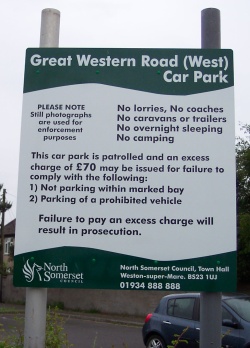 Great Western Road (West)
Car Park
PLEASE NOTE
Still photographs
are used for
enforcement
purposes
No lorries, No coaches
No caravans or trailers
No overnight sleeping
No camping
This car park is patrolled and an excess
charge of £70 may be issued for failure to
comply with the following:
1) Not parking within marked bay
2) Parking of a prohibited vehicle
Failure to pay an excess charge will
result in prosecution.
North
Somerset
COUNCIL
North Somerset Council, Town Hall
Weston-super-Mare. BS23 1UJ
01934 888 888